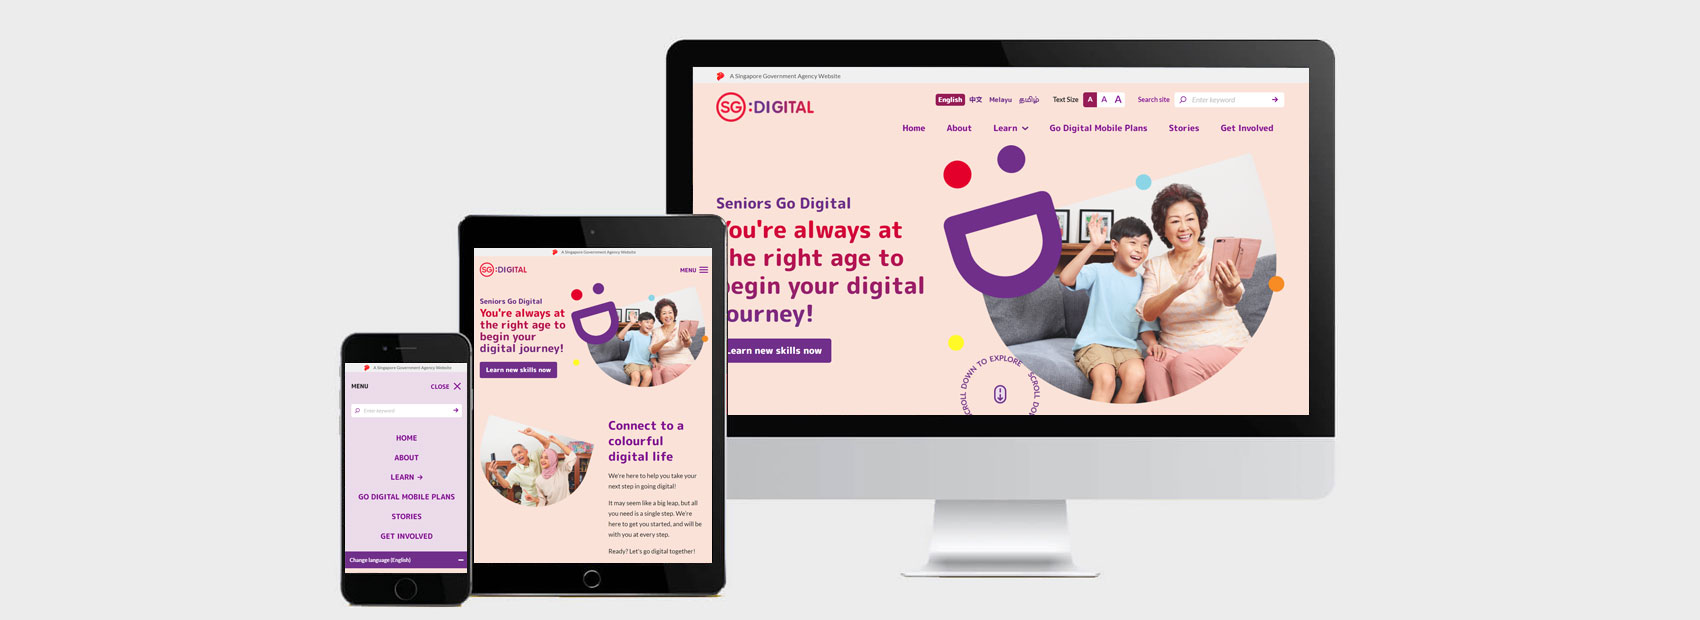 A Singapore Government Agency Website
SG:DIGITAL
English 中文 Melayu தமிழ் Text Size A A A Search site Enter keyword
Home About Learn Go Digital Mobile Plans Stories Get Involved
Seniors Go Digital
You're always at
the right age to
begin your digital
journey!
Learn new skills now
SCROLL DOWN TO EXPLORE SCROLL DOW
A Singapore Government Agency Website
SG:DIGITAL
MENU
Seniors Go Digital
You're always at
the right age to
begin your
digital journey!
Learn new skills now
Connect to a
colourful
digital life
We're here to help you take your
next step in going digital!
It may seem like a big leap, but all
you need is a single step. We're
here to get you started, and will be
with you at every step.
Ready? Let's go digital together!
A Singapore Government Agency Website
MENU CLOSE
Enter keyword
HOME
ABOUT
LEARN →
GO DIGITAL MOBILE PLANS
STORIES
GET INVOLVED
Change language (English)